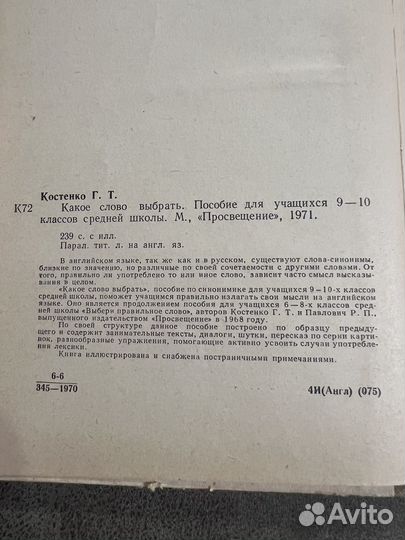 Костенко Г. Т.
К72 Какое слово выбрать. Пособие для учащихся 9—10
классов средней школы. М., «Просвещение», 1971.
239 с. с илл.
Парал. тит. л. на англ. яз.
В английском языке, так же как и в русском, существуют слова-синонимы,
близкие по значению, но различные по своей сочетаемости с другими словами. От
того, правильно ли употреблено то или иное слово, зависит часто смысл высказы-
вания в целом.
«Какое слово выбрать», пособие по синонимике для учащихся 9—10-х классов
средней школы, поможет учащимся правильно излагать свои мысли на английском
языке. Оно является продолжением пособия для учащихся 6—8-х классов сред-
ней школы «Выбери правильное слово», авторов Костенко Г. Т. и Павлович Р. П.,
выпущенного издательством «Просвещение» в 1968 году.
По своей структуре данное пособие построено по образцу предыду-
щего и содержит занимательные тексты, диалоги, шутки, пересказ по серии картин-
нок, разнообразные упражнения, помогающие активно усвоить случаи употребле-
ния лексики.
Книга иллюстрирована и снабжена постраничными примечаниями.
6-6
345—1970
4И(Англ) (075)
Avito